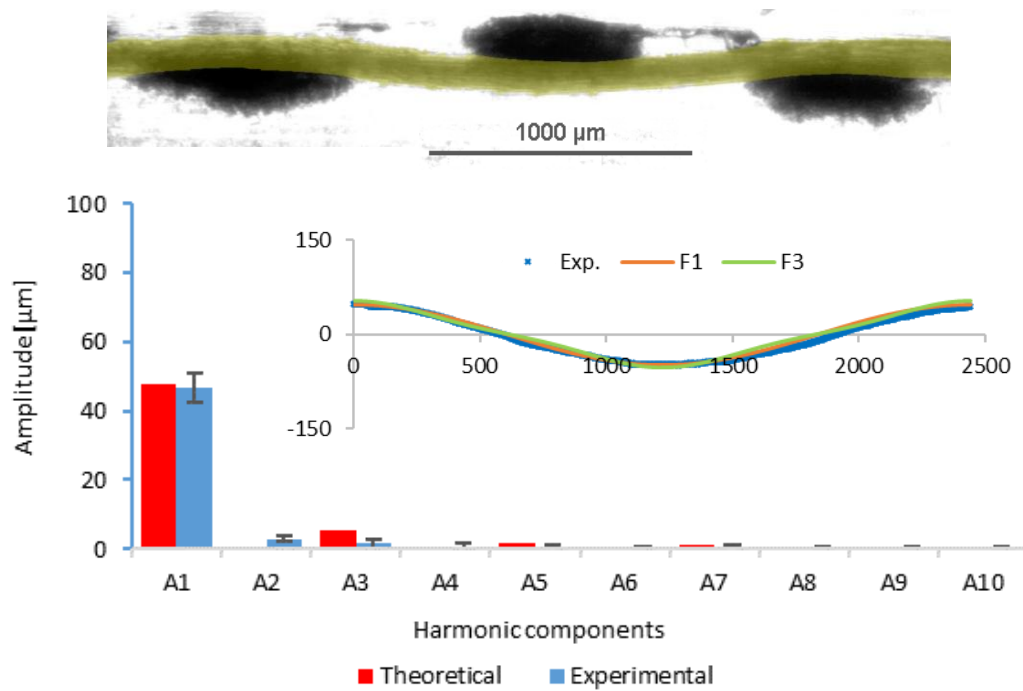 1000 µm
100
80
60
40
20
0
Amplitude[µm]
150
0
-150
Exp. F1 F3
0 500 1000 1500 2000 2500
A1 A2 A3 A4 A5 A6 A7 A8 A9 A10
Harmonic components
Theoretical Experimental